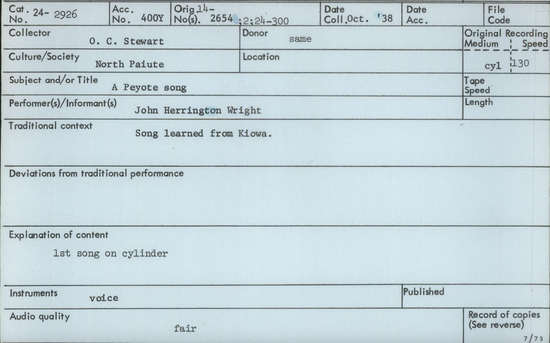 Cat. No. 24- 2926 Acc. No. 400Y Orig. No(s). 14- 2654 ;2;24-300 Date Coll. Oct. '38 Date Acc. File Code
Collector O. C. Stewart Donor same Original Recording Medium Speed
Culture/Society North Paiute Location cyl 130
Subject and/or Title A Peyote song Tape Speed
Performer(s)/Informant(s) John Herrington Wright Length
Traditional context Song learned from Kiowa.
Deviations from traditional performance
Explanation of content
1st song on cylinder
Instruments voice Published
Audio quality fair Record of copies
(See reverse)
7/73